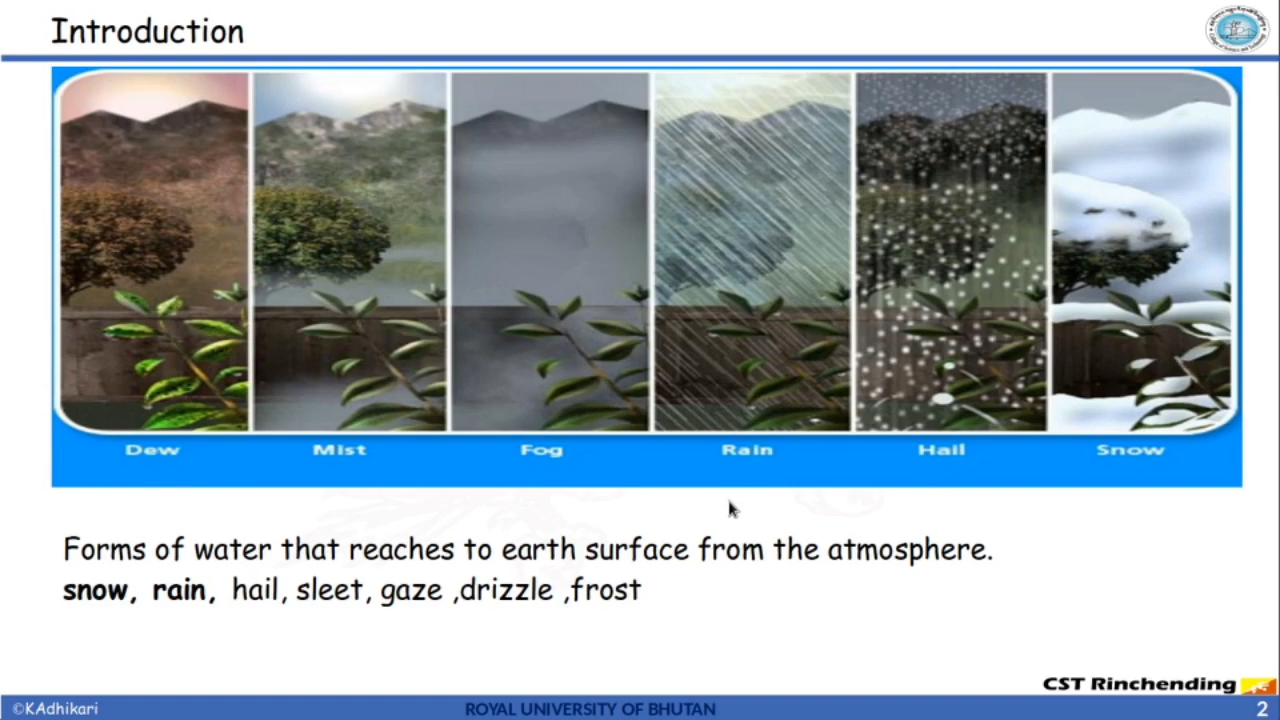 Introduction
Dew Mist Fog Rain Hail Snow
Forms of water that reaches to earth surface from the atmosphere.
snow, rain, hail, sleet, gaze ,drizzle ,frost
CST Rinchending
©KAdhikari ROYAL UNIVERSITY OF BHUTAN 2